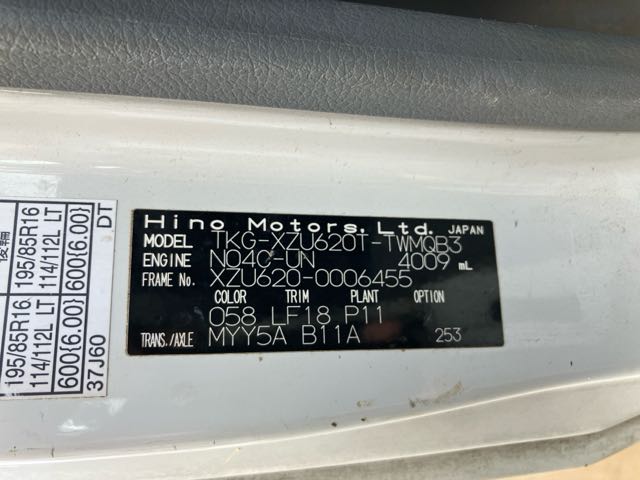 Hino Motors, Ltd. JAPAN
MODEL TKG-XZU620T-TWMQB3
ENGINE N04C-UN 4009 mL
FRAME No. XZU620-0006455
COLOR TRIM PLANT OPTION
058 LF18 P11
TRANS./AXLE MYY5A B11A 253
195/85R16 195/85R16
114/112L LT 114/112L LT
600(6.00) 600(6.00)
37J60 DT